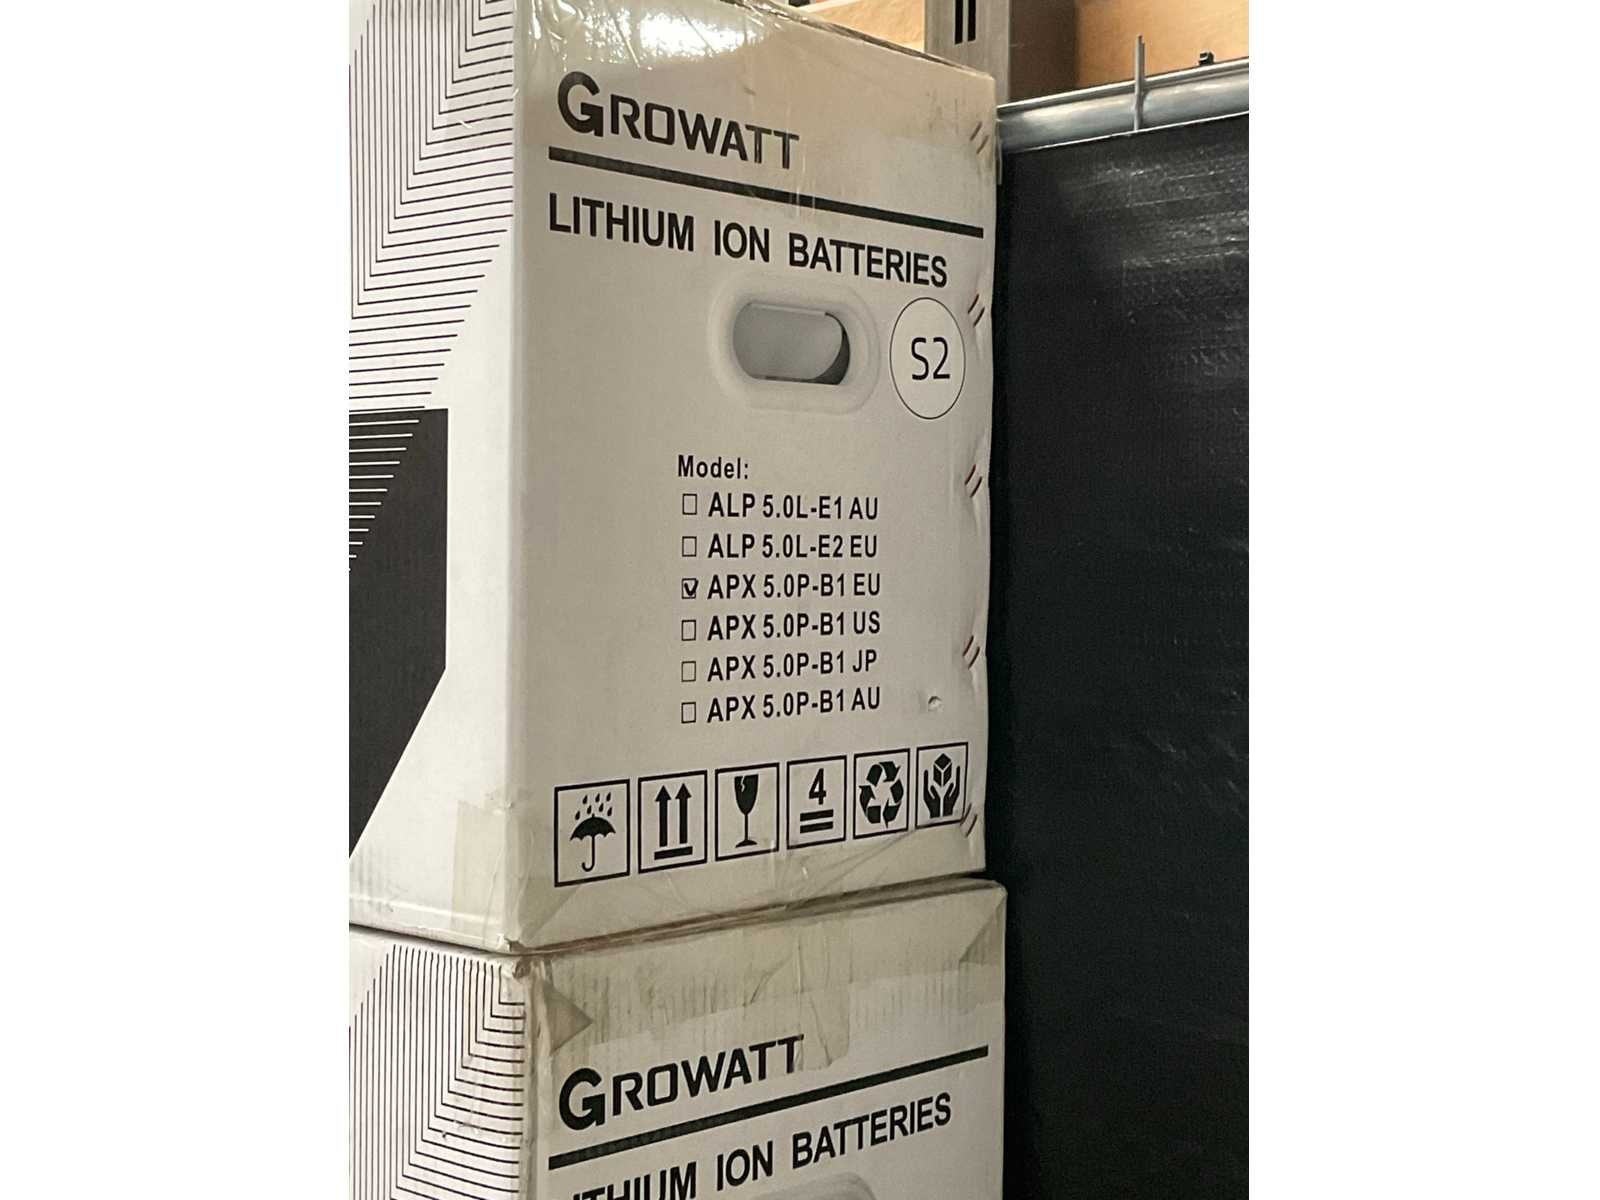 GROWATT
LITHIUM ION BATTERIES
S2
Model:
☐ ALP 5.0L-E1 AU
☐ ALP 5.0L-E2 EU
☑ APX 5.0P-B1 EU
☐ APX 5.0P-B1 US
☐ APX 5.0P-B1 JP
☐ APX 5.0P-B1 AU
4
GROWATT
LITHIUM ION BATTERIES